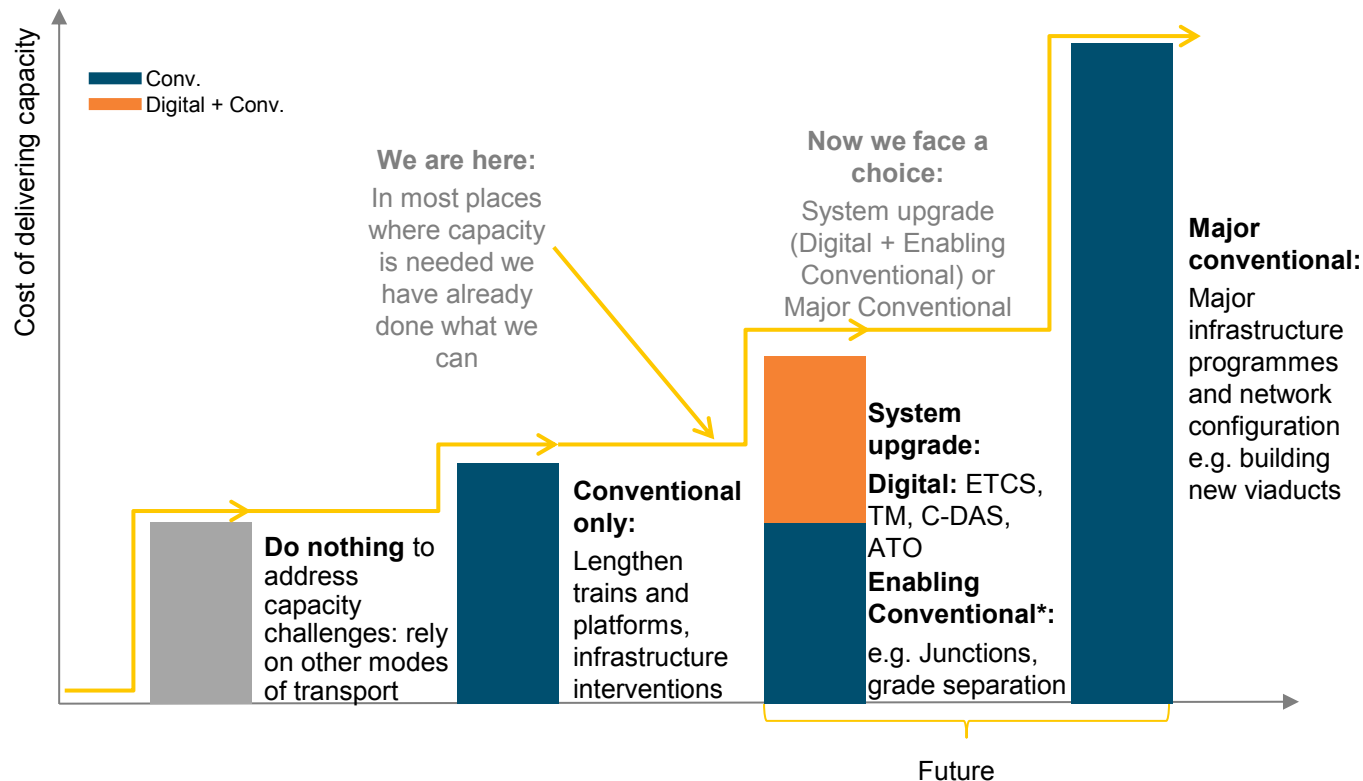 Cost of delivering capacity
Conv.
Digital + Conv.
We are here:
In most places
where capacity
is needed we
have already
done what we
can
Now we face a
choice:
System upgrade
(Digital + Enabling
Conventional) or
Major Conventional
Do nothing to
address
capacity
challenges: rely
on other modes
of transport
Conventional
only:
Lengthen
trains and
platforms,
infrastructure
interventions
System
upgrade:
Digital: ETCS,
TM, C-DAS,
ATO
Enabling
Conventional*:
e.g. Junctions,
grade separation
Major
conventional:
Major
infrastructure
programmes
and network
configuration
e.g. building
new viaducts
Future